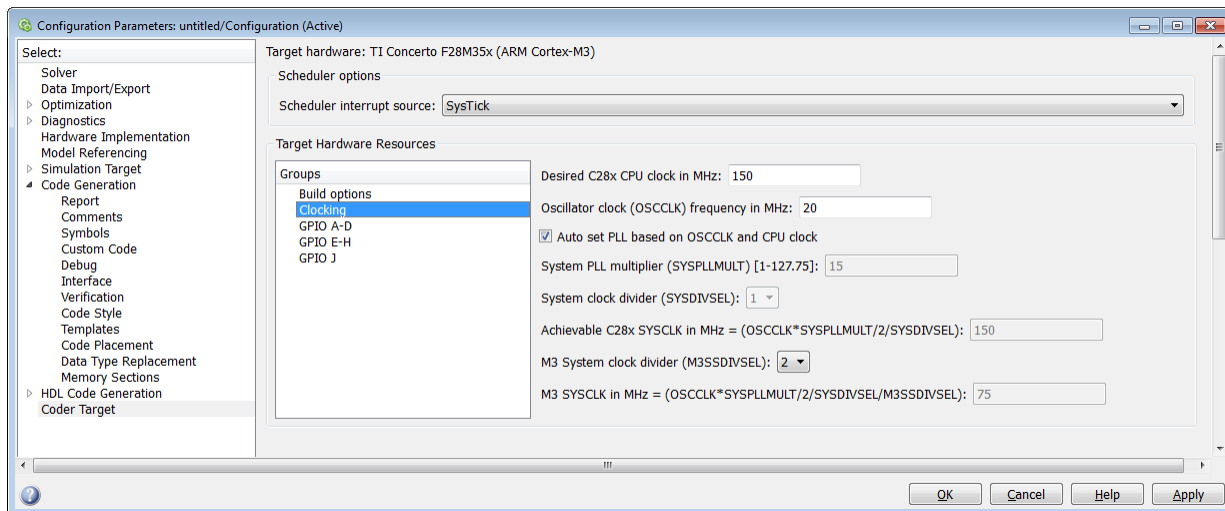 Configuration Parameters: untitled/Configuration (Active)
Select:
Solver
Data Import/Export
Optimization
Diagnostics
Hardware Implementation
Model Referencing
Simulation Target
Code Generation
Report
Comments
Symbols
Custom Code
Debug
Interface
Verification
Code Style
Templates
Code Placement
Data Type Replacement
Memory Sections
HDL Code Generation
Coder Target
Target hardware: TI Concerto F28M35x (ARM Cortex-M3)
Scheduler options
Scheduler interrupt source: SysTick
Target Hardware Resources
Groups
Build options
Clocking
GPIO A-D
GPIO E-H
GPIO J
Desired C28x CPU clock in MHz: 150
Oscillator clock (OSCCLK) frequency in MHz: 20
Auto set PLL based on OSCCLK and CPU clock
System PLL multiplier (SYSPLLMULT) [1-127.75]: 15
System clock divider (SYSDIVSEL): 1
Achievable C28x SYSCLK in MHz = (OSCCLK*SYSPLLMULT/2/SYSDIVSEL): 150
M3 System clock divider (M3SSDIVSEL): 2
M3 SYSCLK in MHz = (OSCCLK*SYSPLLMULT/2/SYSDIVSEL/M3SSDIVSEL): 75
OK Cancel Help Apply